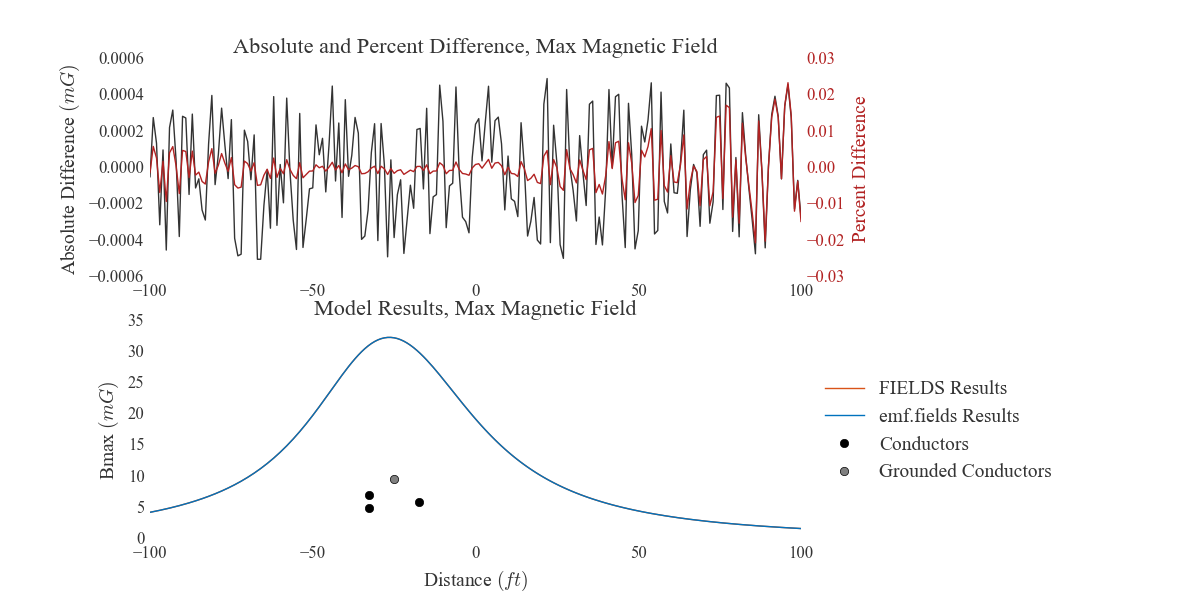 Absolute and Percent Difference, Max Magnetic Field
Absolute Difference (mG)
0.0006
0.0004
0.0002
0.0000
−0.0002
−0.0004
−0.0006
0.03
0.02
0.01
0.00
−0.01
−0.02
−0.03
Percent Difference
−100 −50 0 50 100
Model Results, Max Magnetic Field
Bmax (mG)
35
30
25
20
15
10
5
0
−100 −50 0 50 100
Distance (ft)
FIELDS Results
emf.fields Results
Conductors
Grounded Conductors